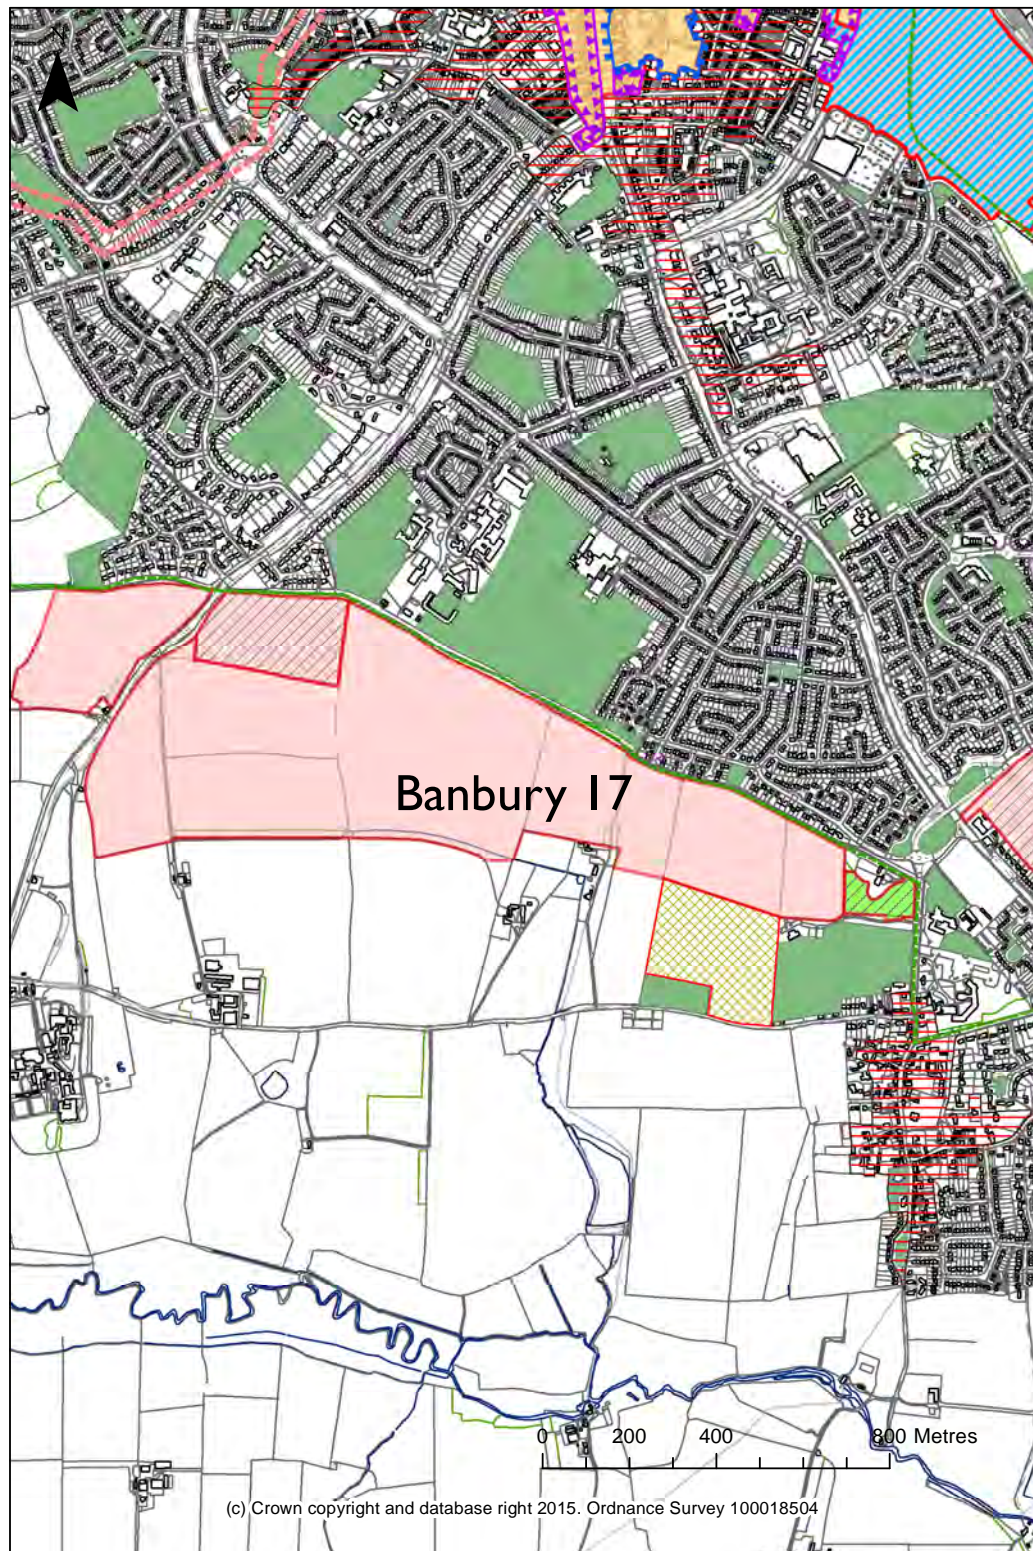 Banbury 17
0 200 400 800 Metres
(c) Crown copyright and database right 2015. Ordnance Survey 100018504